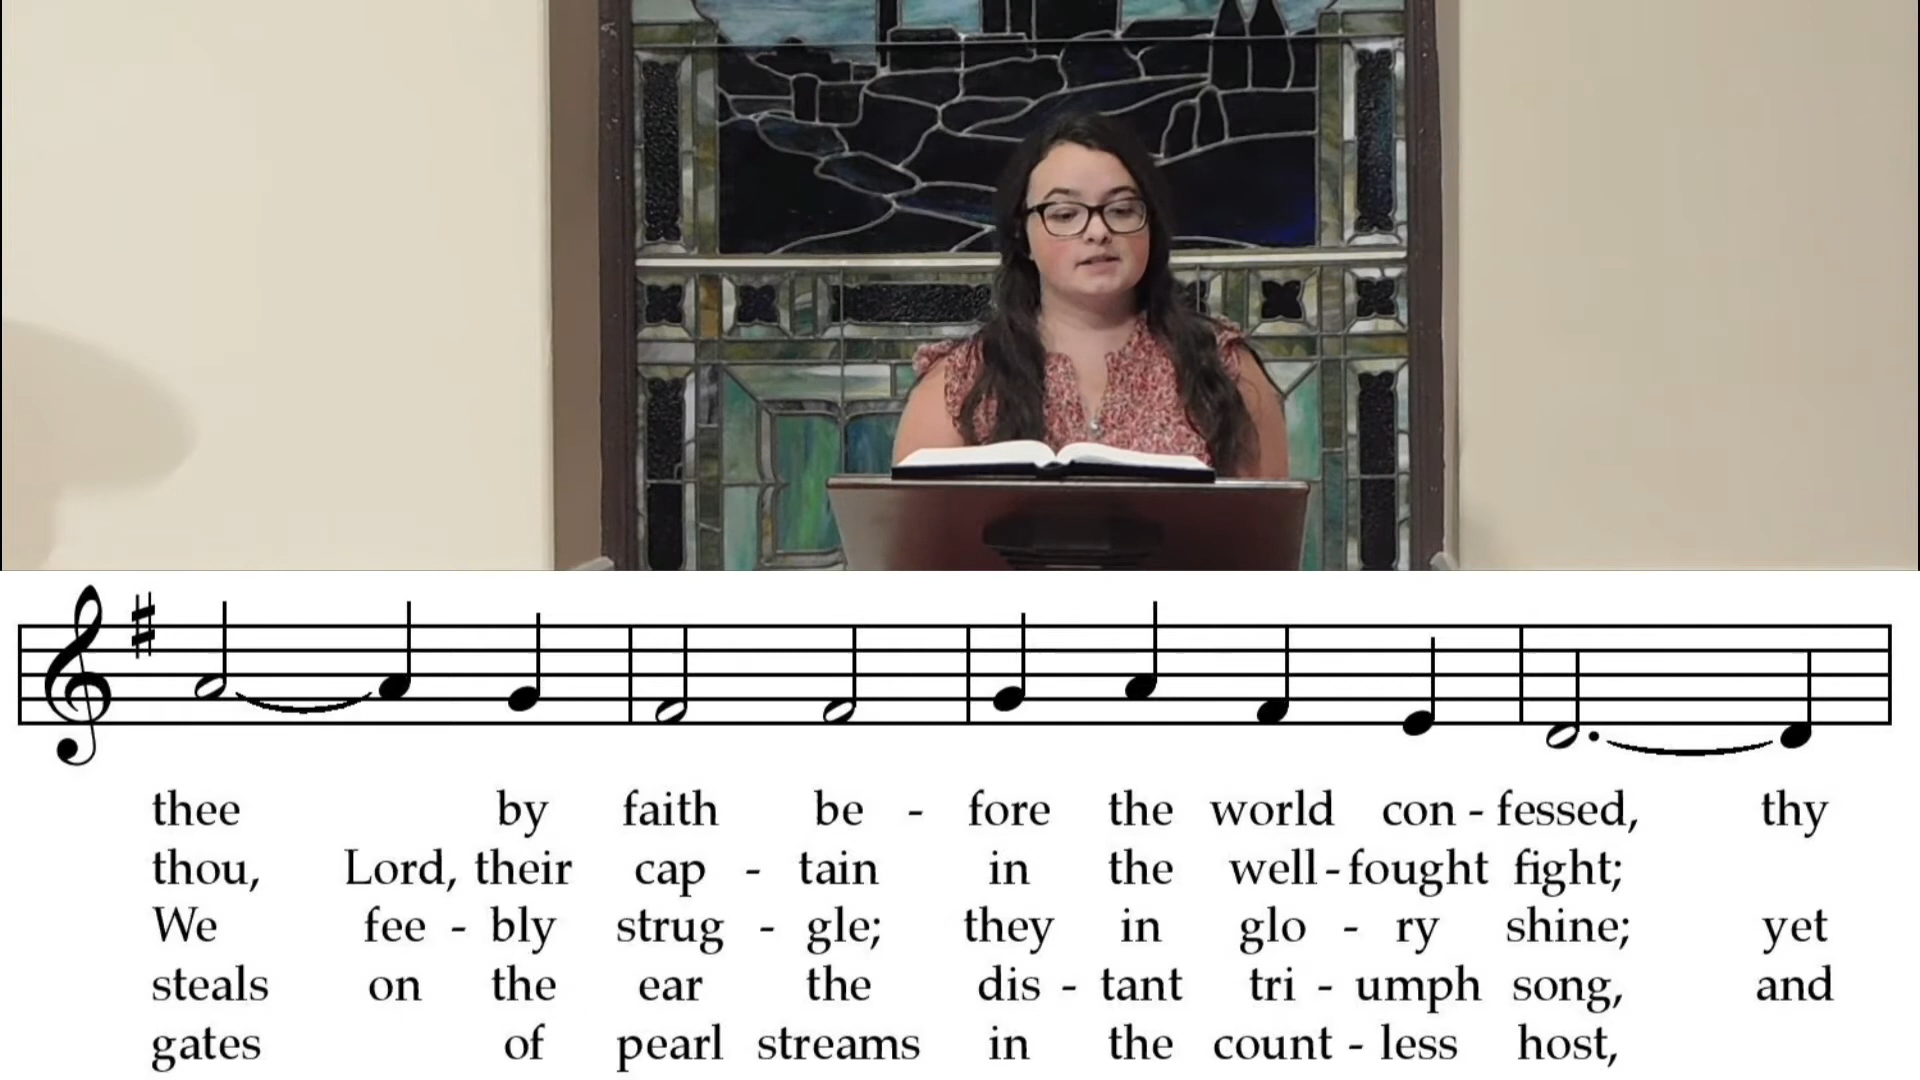 thee by faith be - fore the world con - fessed, thy
thou, Lord, their cap - tain in the well - fought fight;
We fee - bly strug - gle; they in glo - ry shine; yet
steals on the ear the dis - tant tri - umph song, and
gates of pearl streams in the count - less host,